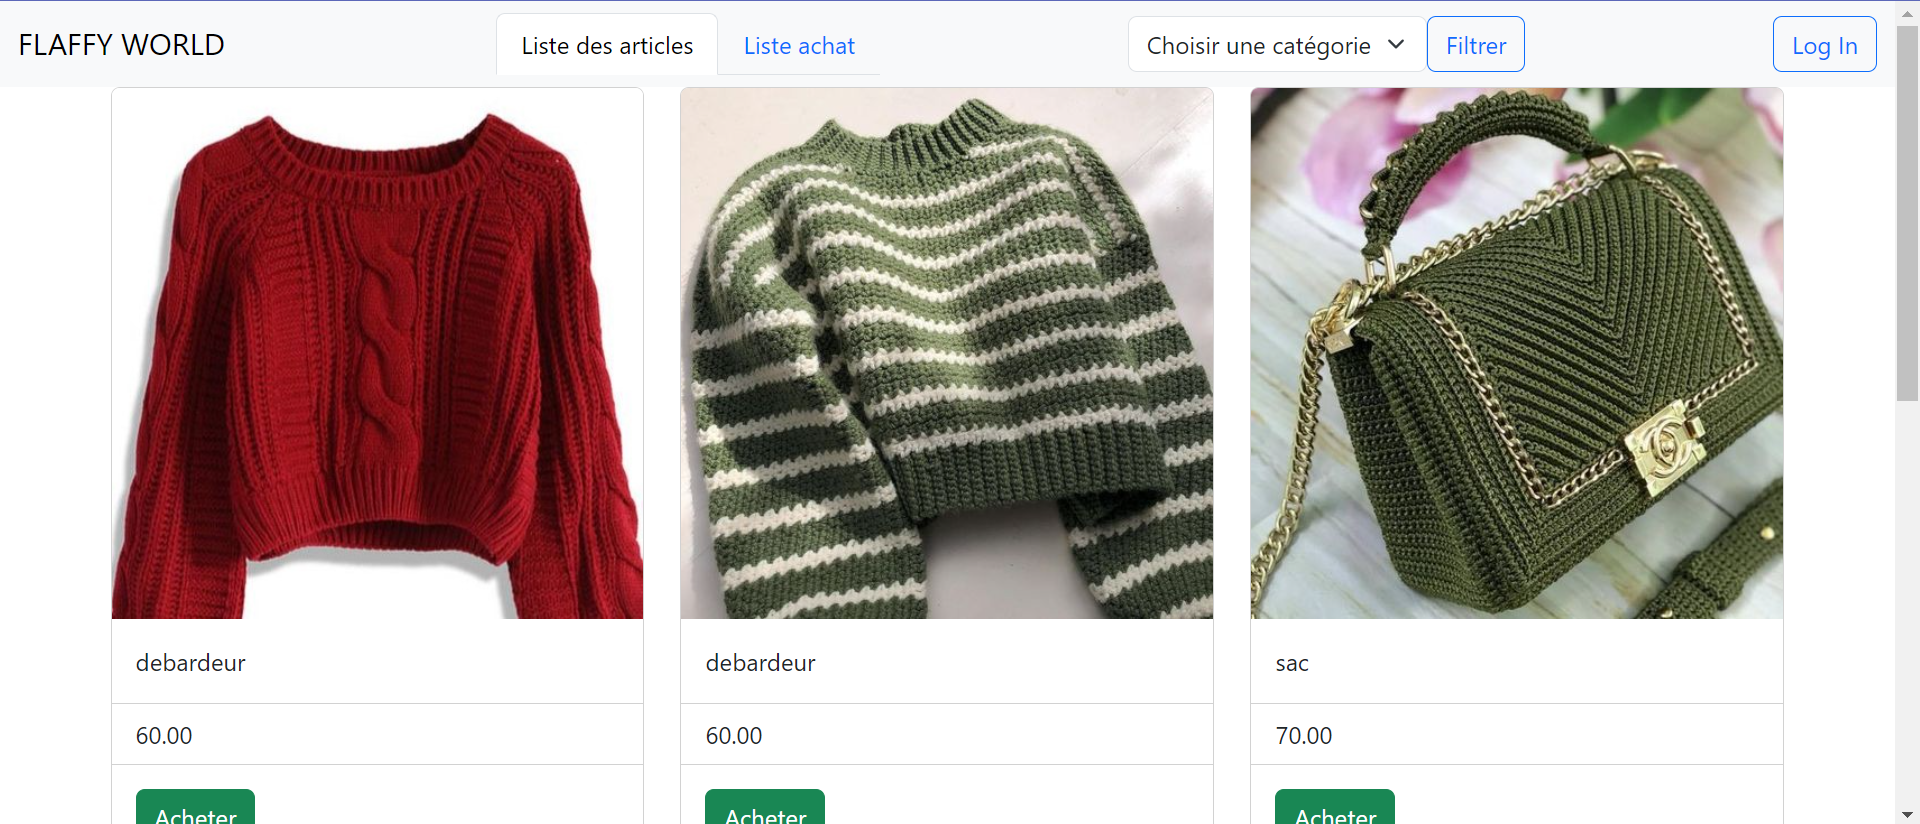 FLAFFY WORLD
Liste des articles
Liste achat
Choisir une catégorie
Filtrer
Log In
debardeur
debardeur
sac
60.00
60.00
70.00
Acheter
Acheter
Acheter